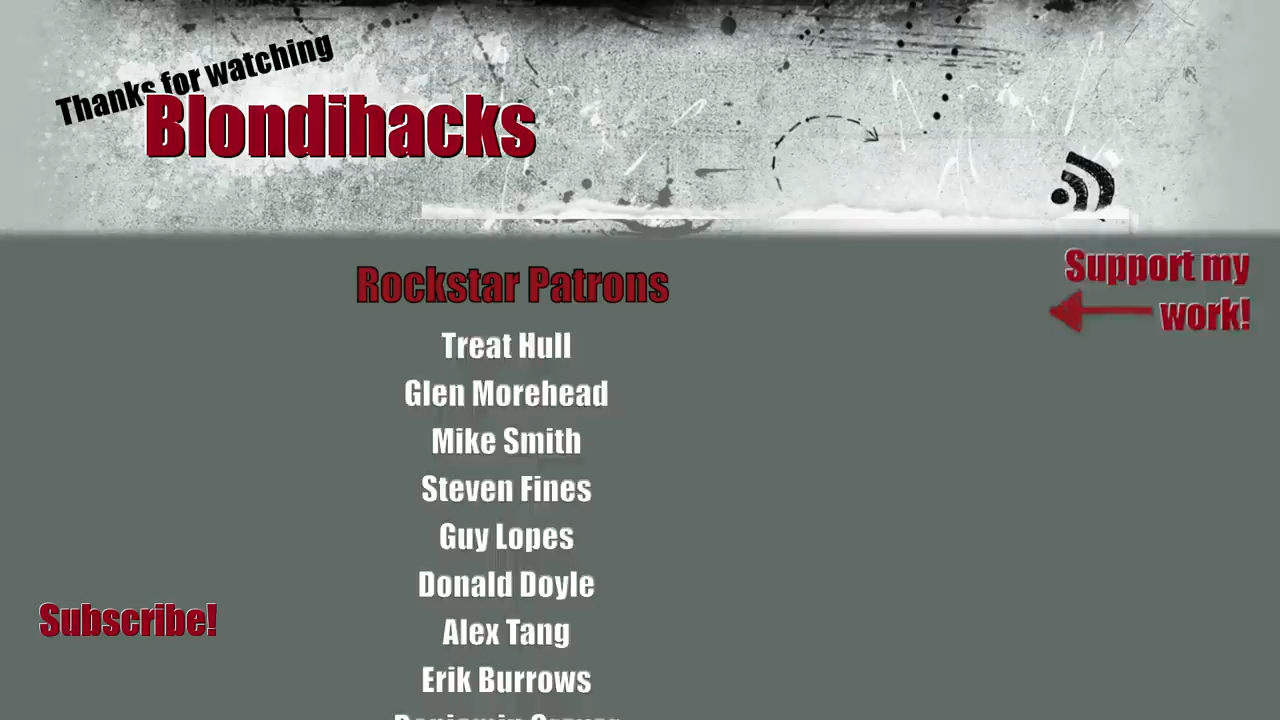 Thanks for watching
Blondihacks
Rockstar Patrons
Support my
work!
Treat Hull
Glen Morehead
Mike Smith
Steven Fines
Guy Lopes
Donald Doyle
Alex Tang
Subscribe!
Erik Burrows